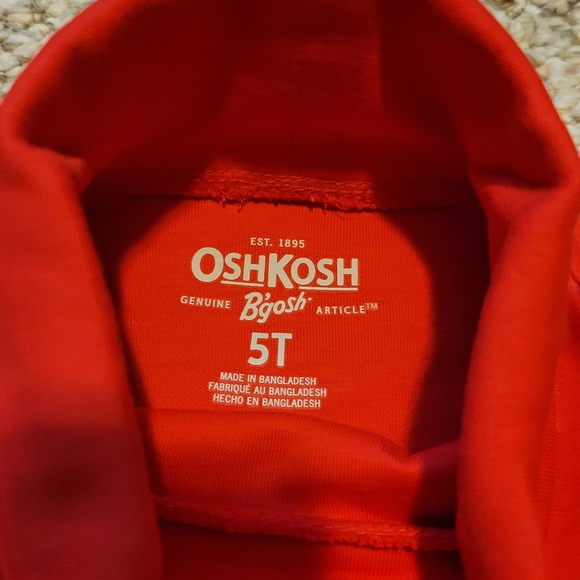 EST. 1895
OSHKOSH
GENUINE B'gosh ARTICLE™
5T
MADE IN BANGLADESH
FABRIQUÉ AU BANGLADESH
HECHO EN BANGLADESH